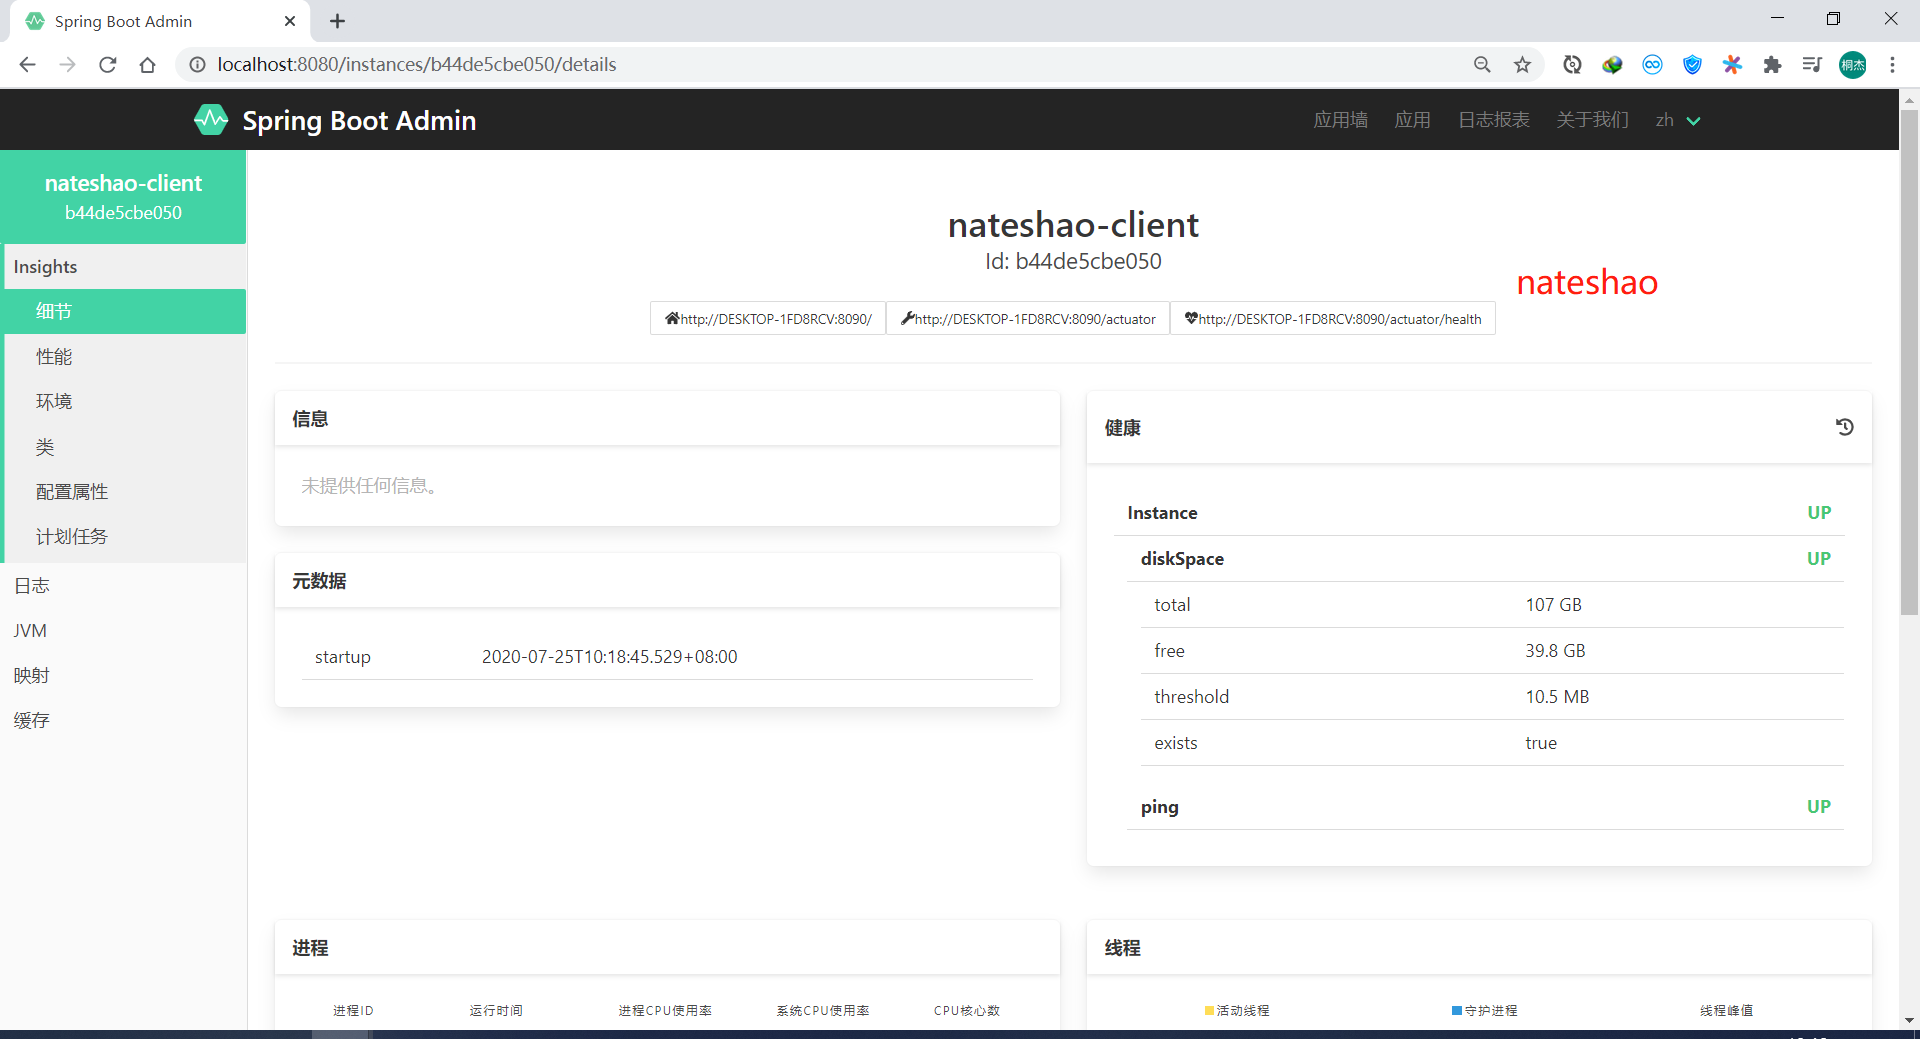 Spring Boot Admin
localhost:8080/instances/b44de5cbe050/details
桐杰
Spring Boot Admin
应用墙 应用 日志报表 关于我们 zh
nateshao-client
b44de5cbe050
Insights
细节
性能
环境
类
配置属性
计划任务
日志
JVM
映射
缓存
nateshao-client
Id: b44de5cbe050
nateshao
http://DESKTOP-1FD8RCV:8090/ http://DESKTOP-1FD8RCV:8090/actuator http://DESKTOP-1FD8RCV:8090/actuator/health
信息
未提供任何信息。
元数据
startup 2020-07-25T10:18:45.529+08:00
健康
Instance UP
diskSpace UP
total 107 GB
free 39.8 GB
threshold 10.5 MB
exists true
ping UP
进程
进程ID 运行时间 进程CPU使用率 系统CPU使用率 CPU核心数
线程
活动线程 守护进程 线程峰值